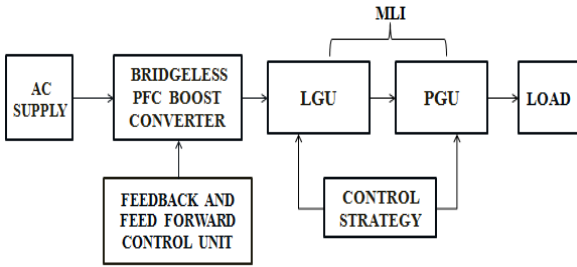 MLI
AC
SUPPLY
BRIDGELESS
PFC BOOST
CONVERTER
LGU
PGU
LOAD
FEEDBACK AND
FEED FORWARD
CONTROL UNIT
CONTROL
STRATEGY